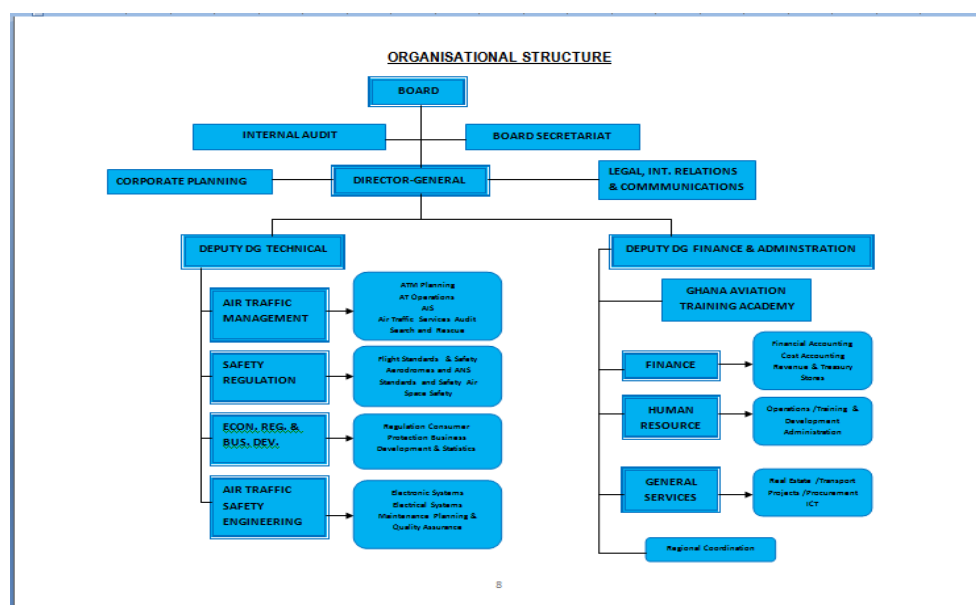 ORGANISATIONAL STRUCTURE
BOARD
INTERNAL AUDIT
BOARD SECRETARIAT
CORPORATE PLANNING
DIRECTOR-GENERAL
LEGAL, INT. RELATIONS
& COMMMUNICATIONS
DEPUTY DG TECHNICAL
DEPUTY DG FINANCE & ADMINSTRATION
AIR TRAFFIC
MANAGEMENT
ATM Planning
AT Operations
AIS
Air Traffic Services Audit
Search and Rescue
SAFETY
REGULATION
Flight Standards & Safety
Aerodromes and ANS
Standards and Safety Air
Space Safety
ECON. REG. &
BUS. DEV.
Regulation Consumer
Protection Business
Development & Statistics
AIR TRAFFIC
SAFETY
ENGINEERING
Electronic Systems
Electrical Systems
Maintenance Planning &
Quality Assurance
GHANA AVIATION
TRAINING ACADEMY
FINANCE
Financial Accounting
Cost Accounting
Revenue & Treasury
Stores
HUMAN
RESOURCE
Operations /Training &
Development
Administration
GENERAL
SERVICES
Real Estate /Transport
Projects /Procurement
ICT
Regional Coordination
8